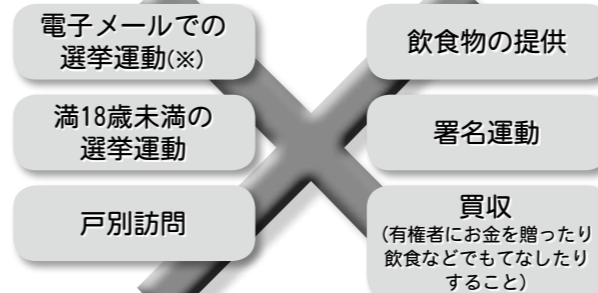 電子メールでの
選挙運動(※)
満18歳未満の
選挙運動
戸別訪問
飲食物の提供
署名運動
買収
(有権者にお金を贈ったり
飲食などでもてなしたり
すること)